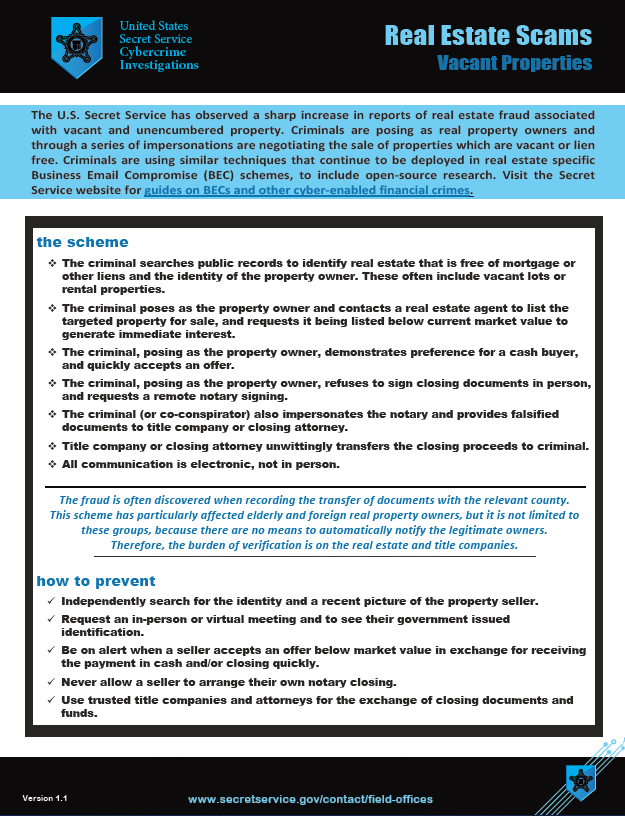 United States
Secret Service
Cybercrime
Investigations
Real Estate Scams
Vacant Properties
The U.S. Secret Service has observed a sharp increase in reports of real estate fraud associated
with vacant and unencumbered property. Criminals are posing as real property owners and
through a series of impersonations are negotiating the sale of properties which are vacant or lien
free. Criminals are using similar techniques that continue to be deployed in real estate specific
Business Email Compromise (BEC) schemes, to include open-source research. Visit the Secret
Service website for guides on BECs and other cyber-enabled financial crimes.
the scheme
❖ The criminal searches public records to identify real estate that is free of mortgage or
other liens and the identity of the property owner. These often include vacant lots or
rental properties.
❖ The criminal poses as the property owner and contacts a real estate agent to list the
targeted property for sale, and requests it being listed below current market value to
generate immediate interest.
❖ The criminal, posing as the property owner, demonstrates preference for a cash buyer,
and quickly accepts an offer.
❖ The criminal, posing as the property owner, refuses to sign closing documents in person,
and requests a remote notary signing.
❖ The criminal (or co-conspirator) also impersonates the notary and provides falsified
documents to title company or closing attorney.
❖ Title company or closing attorney unwittingly transfers the closing proceeds to criminal.
❖ All communication is electronic, not in person.
The fraud is often discovered when recording the transfer of documents with the relevant county.
This scheme has particularly affected elderly and foreign real property owners, but it is not limited to
these groups, because there are no means to automatically notify the legitimate owners.
Therefore, the burden of verification is on the real estate and title companies.
how to prevent
✓ Independently search for the identity and a recent picture of the property seller.
✓ Request an in-person or virtual meeting and to see their government issued
identification.
✓ Be on alert when a seller accepts an offer below market value in exchange for receiving
the payment in cash and/or closing quickly.
✓ Never allow a seller to arrange their own notary closing.
✓ Use trusted title companies and attorneys for the exchange of closing documents and
funds.
Version 1.1
www.secretservice.gov/contact/field-offices